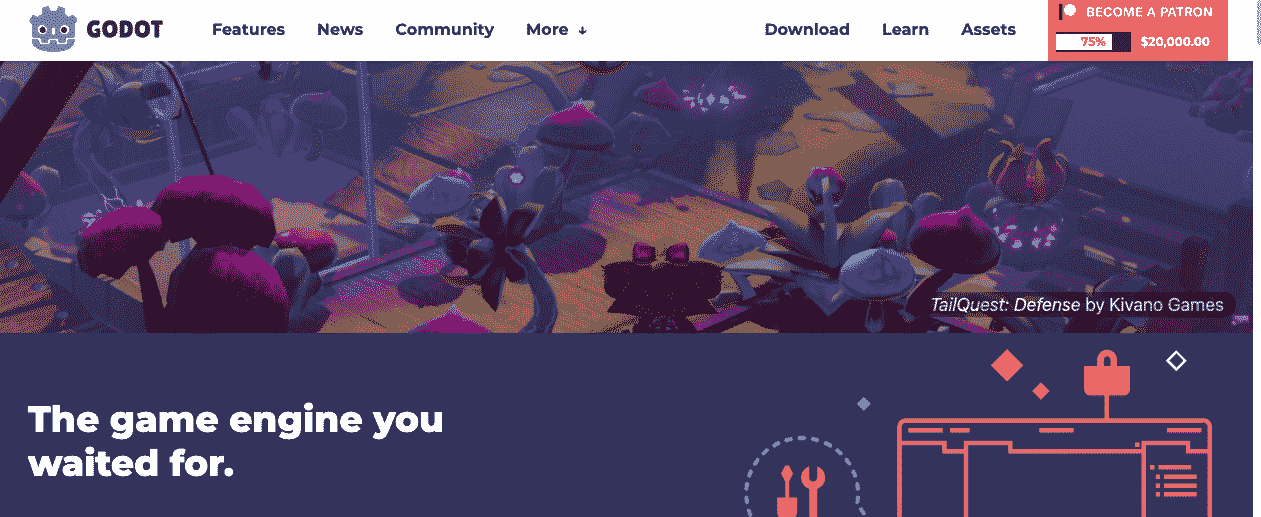 GODOT
Features News Community More ↓
Download Learn Assets
BECOME A PATRON
75% $20,000.00
TailQuest: Defense by Kivano Games
The game engine you
waited for.